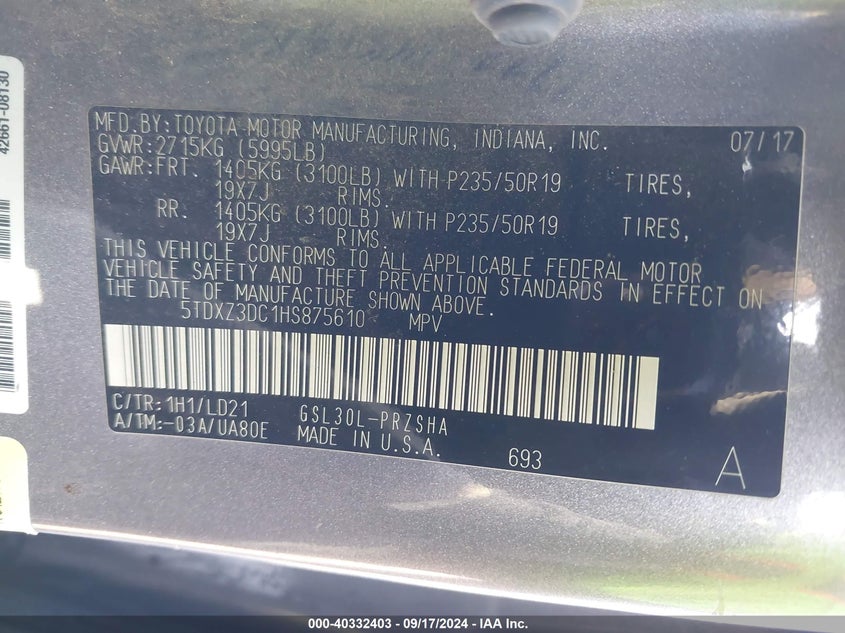 42661-08130
MFD.BY:TOYOTA MOTOR MANUFACTURING, INDIANA, INC. 07/17
GVWR:2715KG (5995LB)
GAWR:FRT. 1405KG (3100LB) WITH P235/50R19 TIRES,
19X7J RIMS.
RR. 1405KG (3100LB) WITH P235/50R19 TIRES,
19X7J RIMS.
THIS VEHICLE CONFORMS TO ALL APPLICABLE FEDERAL MOTOR
VEHICLE SAFETY AND THEFT PREVENTION STANDARDS IN EFFECT ON
THE DATE OF MANUFACTURE SHOWN ABOVE.
5TDXZ3DC1HS875610 MPV
C/TR:1H1/LD21 GSL30L-PRZSHA
A/TM:-03A/UA80E MADE IN U.S.A. 693 A
000-40332403 - 09/17/2024 - IAA Inc.